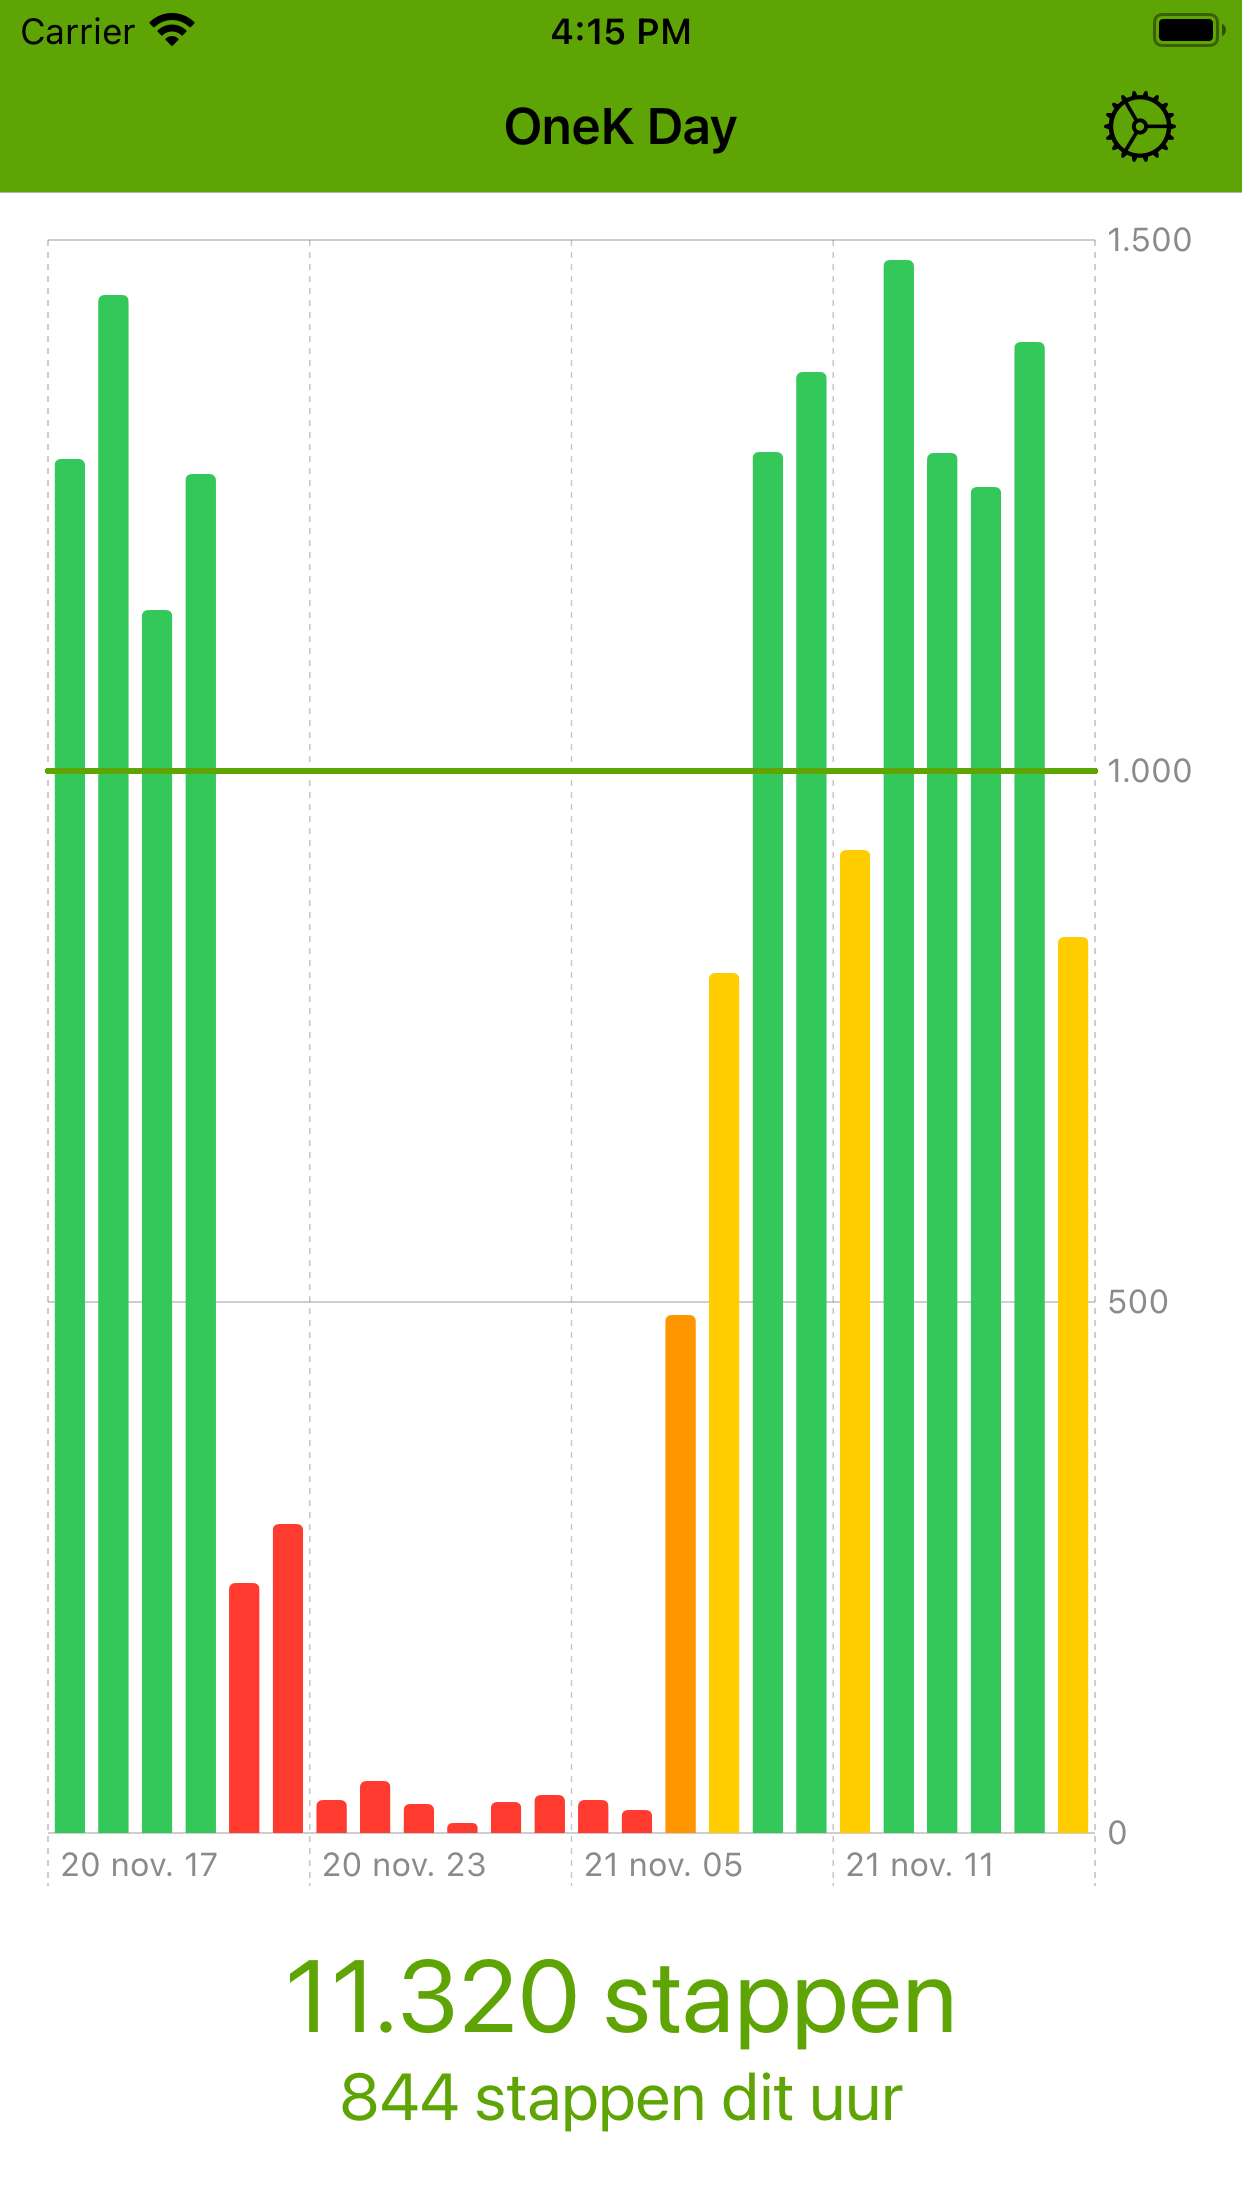 Carrier 4:15 PM
OneK Day
1.500
1.000
500
0
20 nov. 17 20 nov. 23 21 nov. 05 21 nov. 11
11.320 stappen
844 stappen dit uur